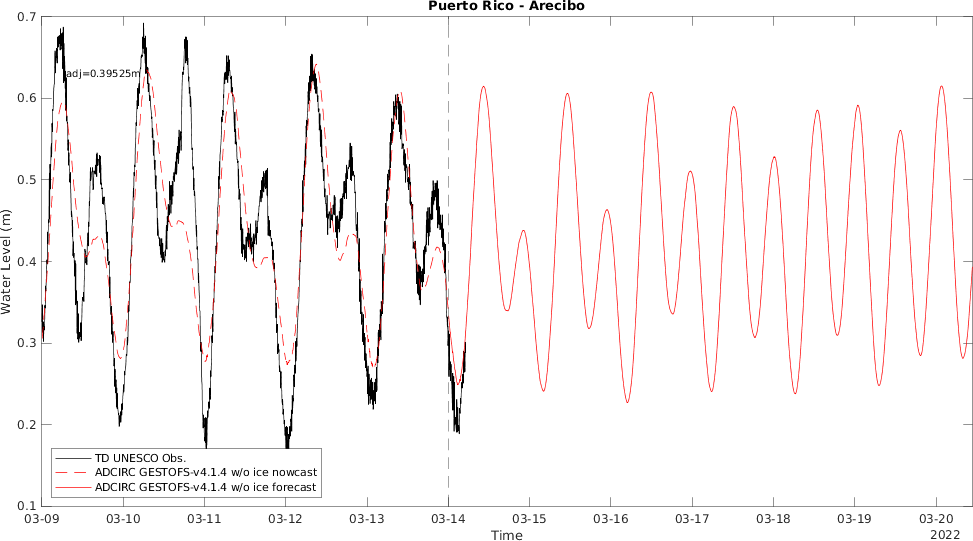 Puerto Rico - Arecibo
0.7
adj=0.39525m
0.6
0.5
0.4
0.3
0.2
0.1
Water Level (m)
TD UNESCO Obs.
ADCIRC GESTOFS-v4.1.4 w/o ice nowcast
ADCIRC GESTOFS-v4.1.4 w/o ice forecast
03-09 03-10 03-11 03-12 03-13 03-14 03-15 03-16 03-17 03-18 03-19 03-20
Time
2022